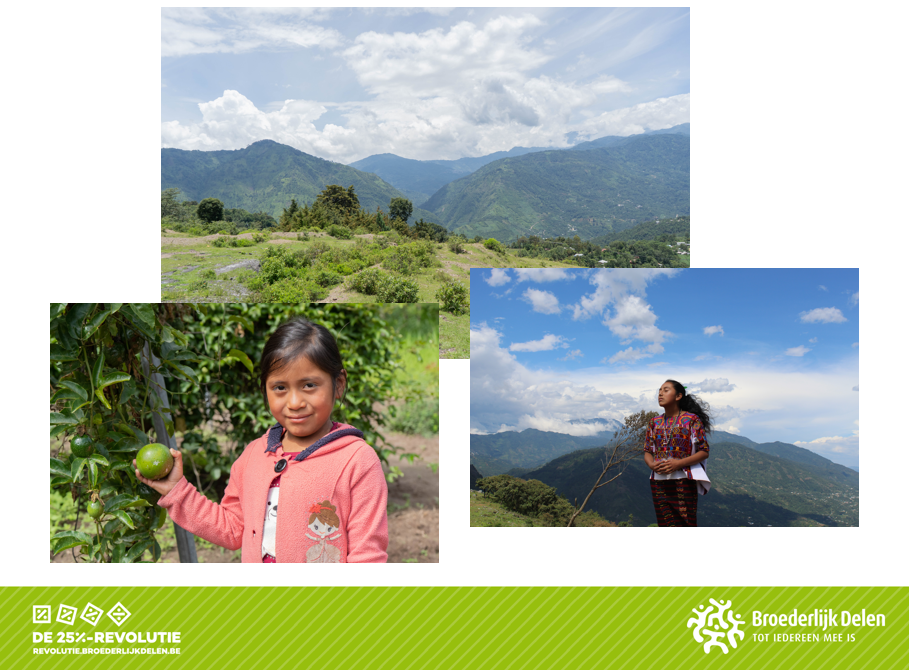 DE 25%-REVOLUTIE
REVOLUTIE.BROEDERLIJKDELEN.BE
Broederlijk Delen
TOT IEDEREEN MEE IS